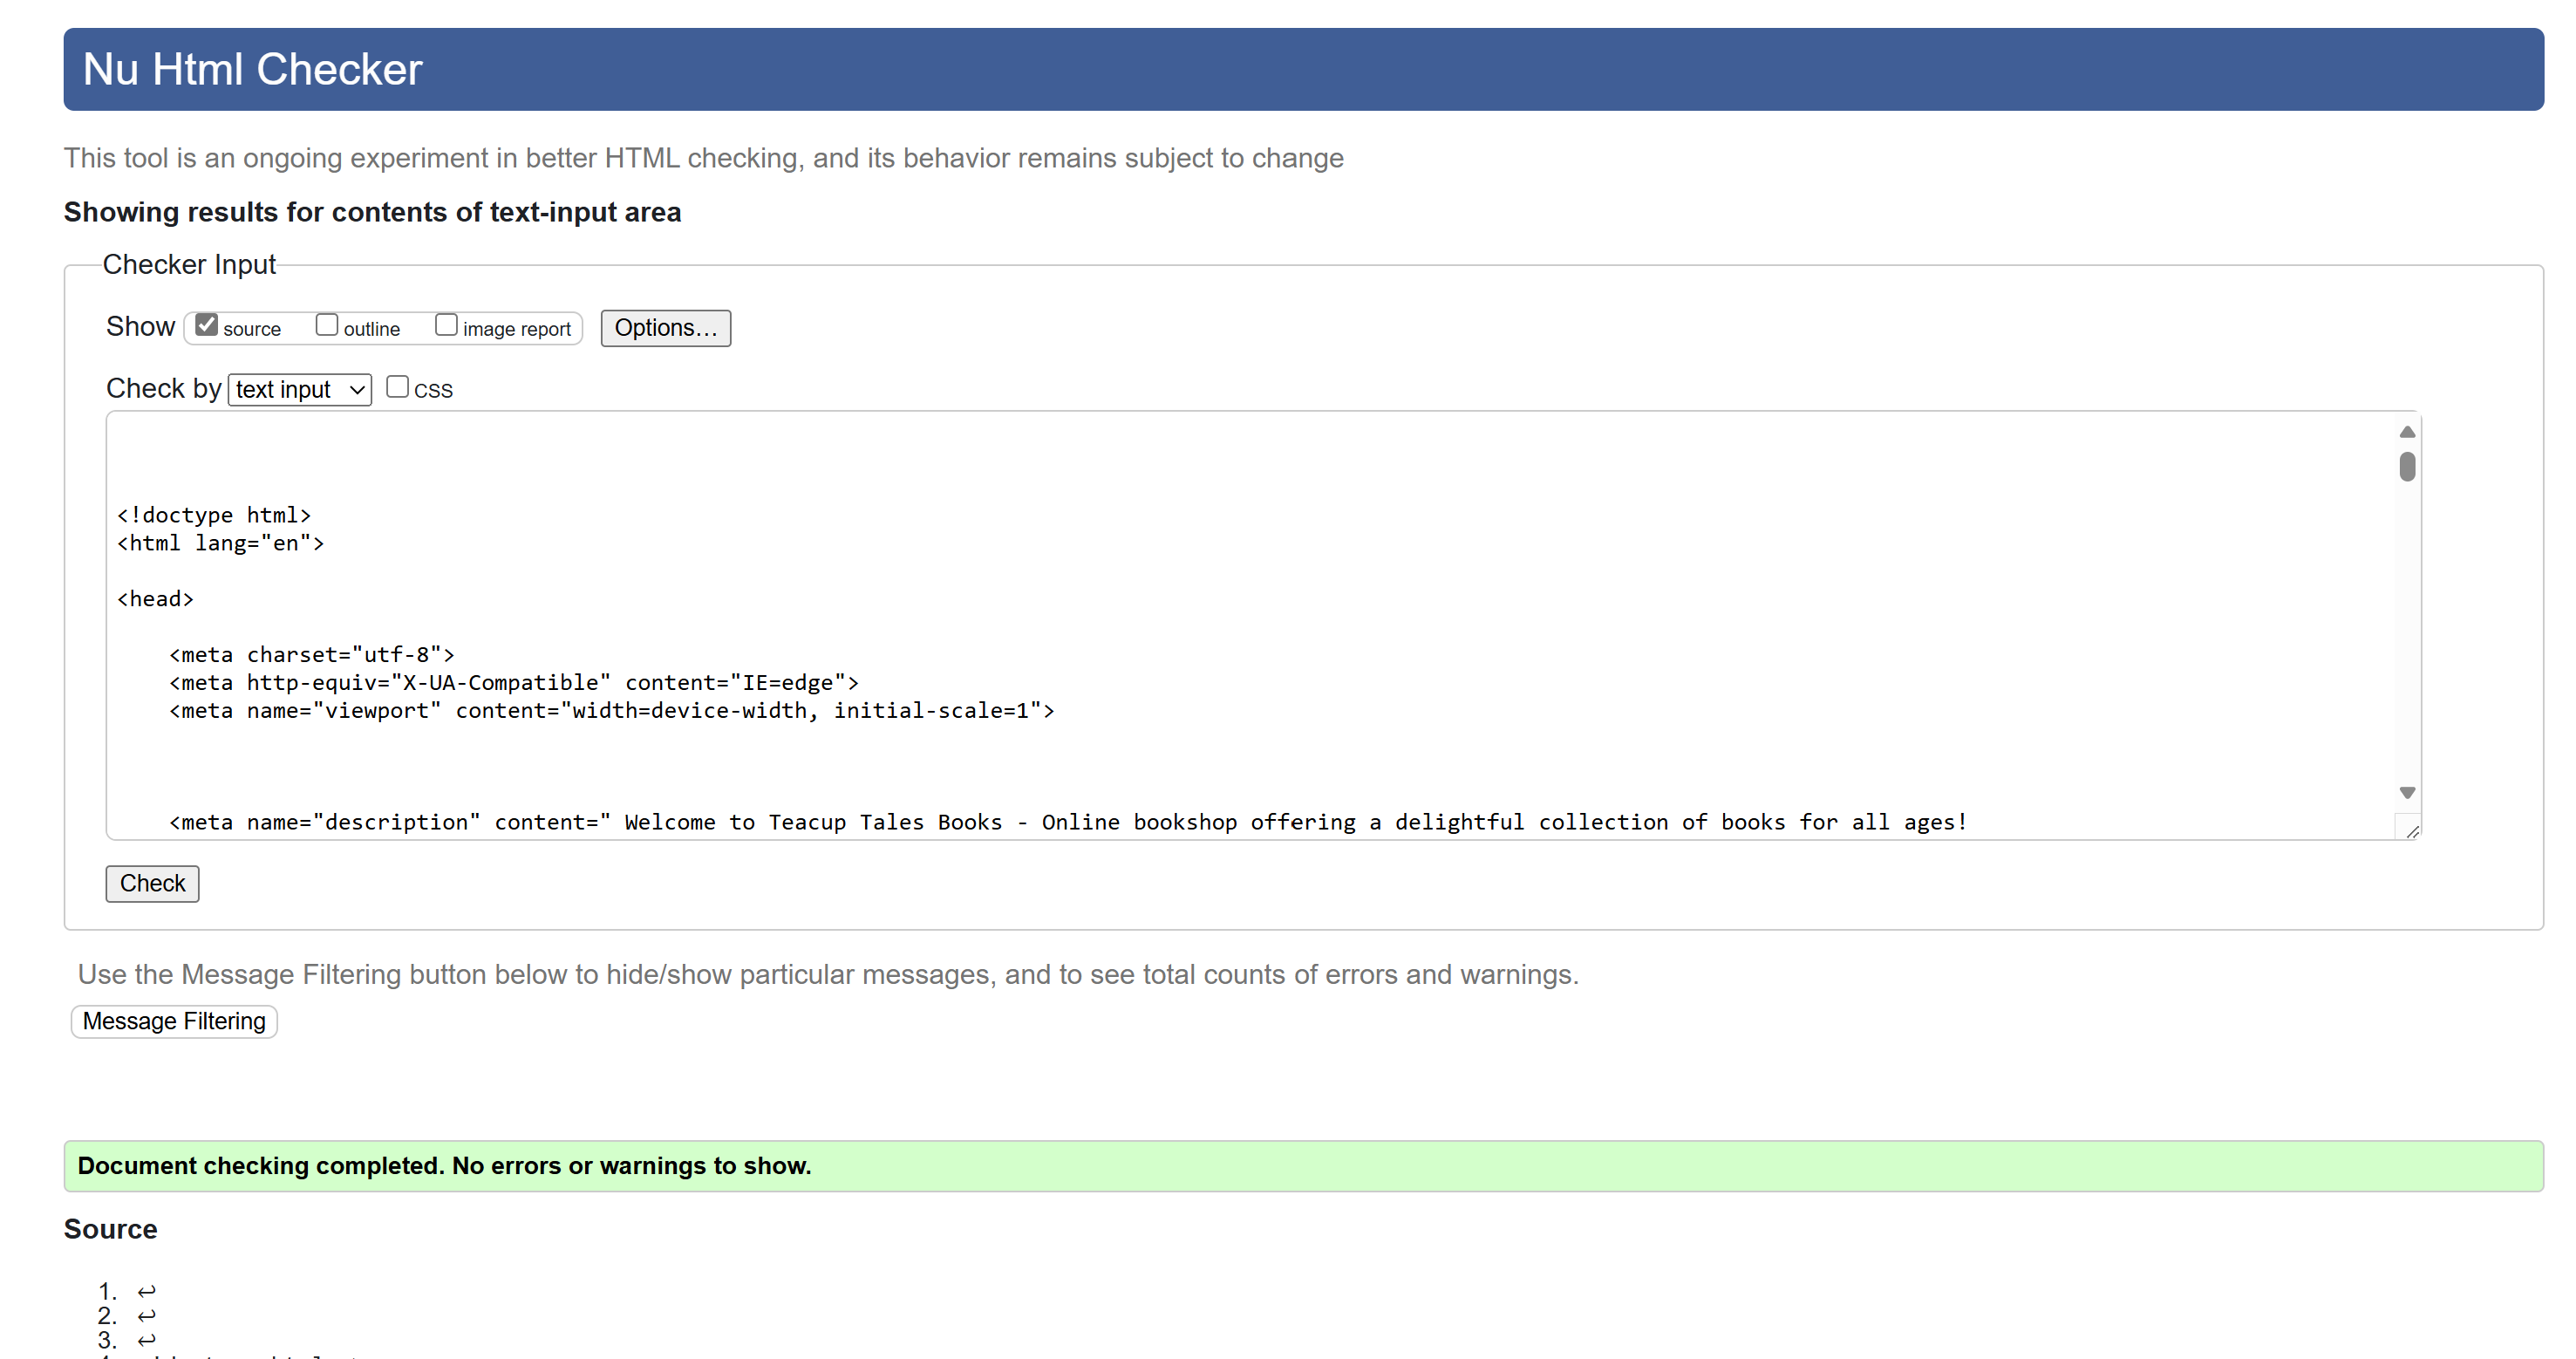 Nu Html Checker
This tool is an ongoing experiment in better HTML checking, and its behavior remains subject to change
Showing results for contents of text-input area
Checker Input
Show source outline image report Options...
Check by text input CSS
<!doctype html>
<html lang="en">
<head>
<meta charset="utf-8">
<meta http-equiv="X-UA-Compatible" content="IE=edge">
<meta name="viewport" content="width=device-width, initial-scale=1">
<meta name="description" content=" Welcome to Teacup Tales Books - Online bookshop offering a delightful collection of books for all ages!
Check
Use the Message Filtering button below to hide/show particular messages, and to see total counts of errors and warnings.
Message Filtering
Document checking completed. No errors or warnings to show.
Source
1. ↩
2. ↩
3. ↩